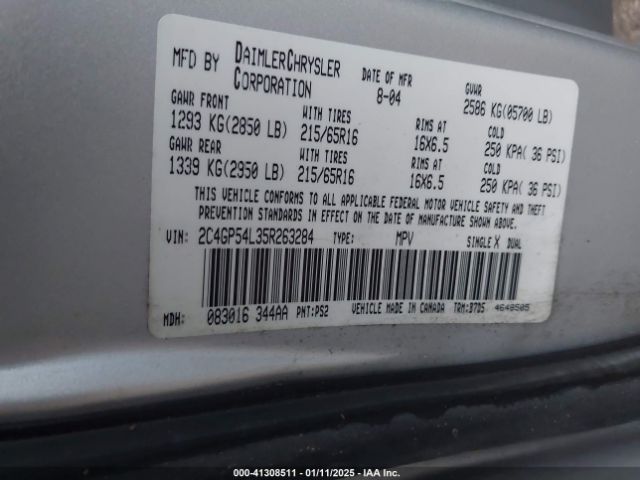 MFD BY DAIMLERCHRYSLER CORPORATION DATE OF MFR 8-04 GVWR 2586 KG(05700 LB)
GAWR FRONT WITH TIRES RIMS AT COLD
1293 KG(2850 LB) 215/65R16 16X6.5 250 KPA( 36 PSI)
GAWR REAR WITH TIRES RIMS AT COLD
1339 KG(2950 LB) 215/65R16 16X6.5 250 KPA( 36 PSI)
THIS VEHICLE CONFORMS TO ALL APPLICABLE FEDERAL MOTOR VEHICLE SAFETY AND THEFT
PREVENTION STANDARDS IN EFFECT ON THE DATE OF MANUFACTURE SHOWN ABOVE.
VIN: 2C4GP54L35R263284 TYPE: MPV SINGLE X DUAL
MDH: 083016 344AA PNT:PS2 VEHICLE MADE IN CANADA TRM:B7D5 4648505
000-41308511 - 01/11/2025 - IAA Inc.